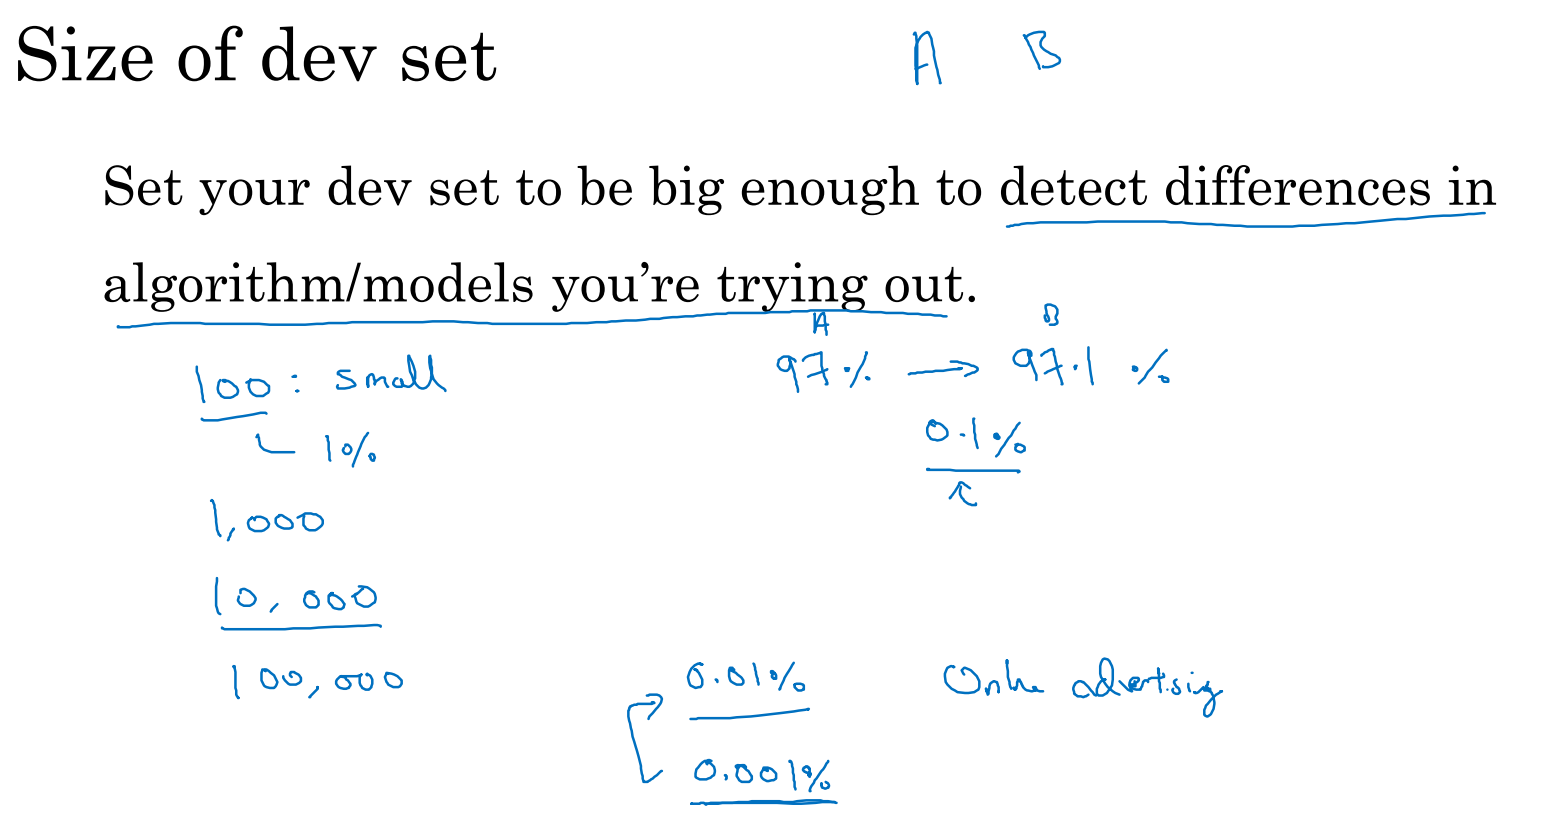 Size of dev set
A B
Set your dev set to be big enough to detect differences in
algorithm/models you’re trying out.
A B
100: small
97% → 97.1 %
1%
0.1%
1,000
10,000
100,000
0.01%
Online advertising
0.001%